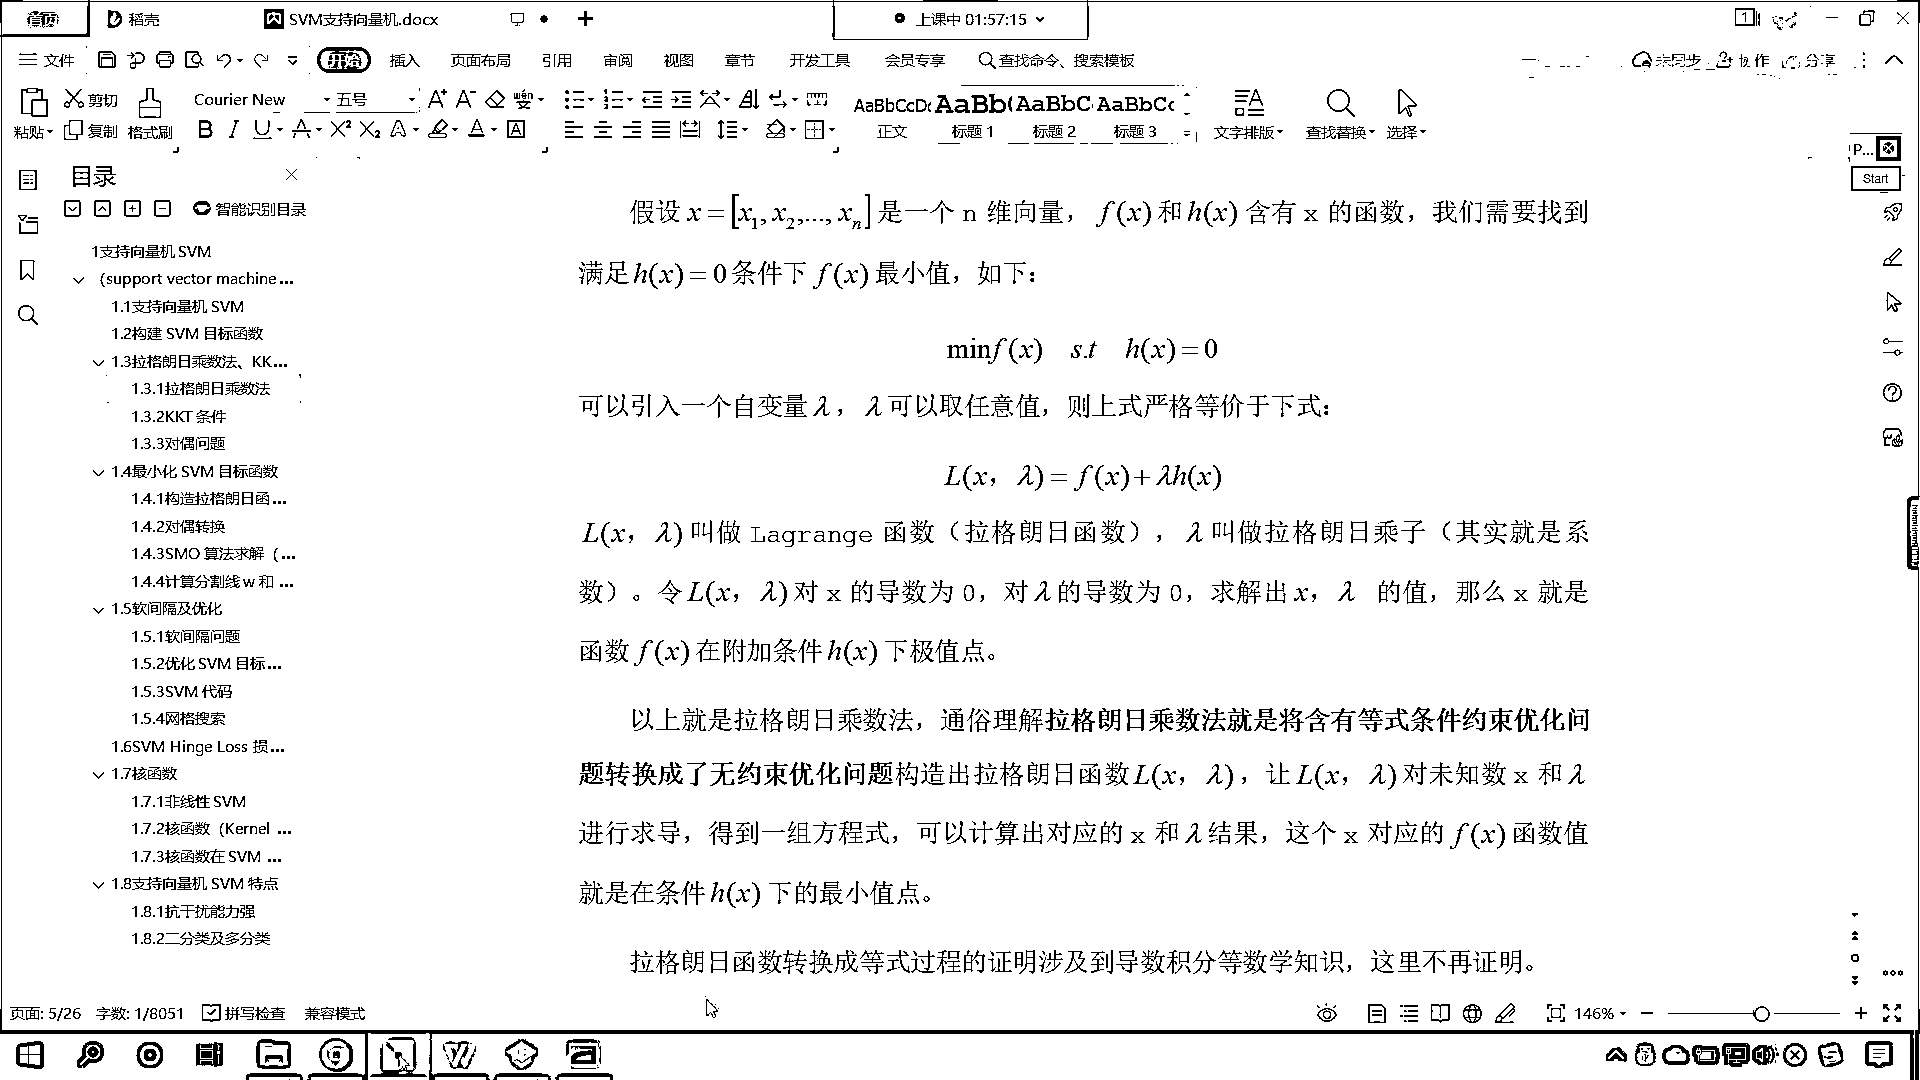 首页 稻壳 SVM支持向量机.docx 上课中 01:57:15
文件 开始 插入 页面布局 引用 审阅 视图 章节 开发工具 会员专享 查找命令、搜索模板 未同步 协作 分享
粘贴 剪切 复制 格式刷 Courier New 五号
AaBbCcDc 正文 AaBb( 标题 1 AaBbC 标题 2 AaBbCc 标题 3 文字排版 查找替换 选择
P...
Start
目录
智能识别目录
1支持向量机 SVM
(support vector machine ...
1.1支持向量机 SVM
1.2构建 SVM 目标函数
1.3拉格朗日乘数法、KK...
1.3.1拉格朗日乘数法
1.3.2KKT 条件
1.3.3对偶问题
1.4最小化 SVM 目标函数
1.4.1构造拉格朗日函 ...
1.4.2对偶转换
1.4.3SMO 算法求解（ ...
1.4.4计算分割线 w 和 ...
1.5软间隔及优化
1.5.1软间隔问题
1.5.2优化 SVM 目标...
1.5.3SVM 代码
1.5.4网格搜索
1.6SVM Hinge Loss 损...
1.7核函数
1.7.1非线性 SVM
1.7.2核函数（Kernel ...
1.7.3核函数在 SVM ...
1.8支持向量机 SVM 特点
1.8.1抗干扰能力强
1.8.2二分类及多分类
假设 x = [x₁, x₂,..., xₙ] 是一个 n 维向量，f(x) 和 h(x) 含有 x 的函数，我们需要找到
满足 h(x) = 0 条件下 f(x) 最小值，如下：
minf(x) s.t h(x) = 0
可以引入一个自变量 λ，λ 可以取任意值，则上式严格等价于下式：
L(x，λ) = f(x) + λh(x)
L(x，λ) 叫做 Lagrange 函数（拉格朗日函数），λ 叫做拉格朗日乘子（其实就是系
数）。令 L(x，λ) 对 x 的导数为 0，对 λ 的导数为 0，求解出 x，λ 的值，那么 x 就是
函数 f(x) 在附加条件 h(x) 下极值点。
以上就是拉格朗日乘数法，通俗理解拉格朗日乘数法就是将含有等式条件约束优化问
题转换成了无约束优化问题构造出拉格朗日函数 L(x，λ)，让 L(x，λ) 对未知数 x 和 λ
进行求导，得到一组方程式，可以计算出对应的 x 和 λ 结果，这个 x 对应的 f(x) 函数值
就是在条件 h(x) 下的最小值点。
拉格朗日函数转换成等式过程的证明涉及到导数积分等数学知识，这里不再证明。
页面: 5/26 字数: 1/8051 拼写检查 兼容模式 146%